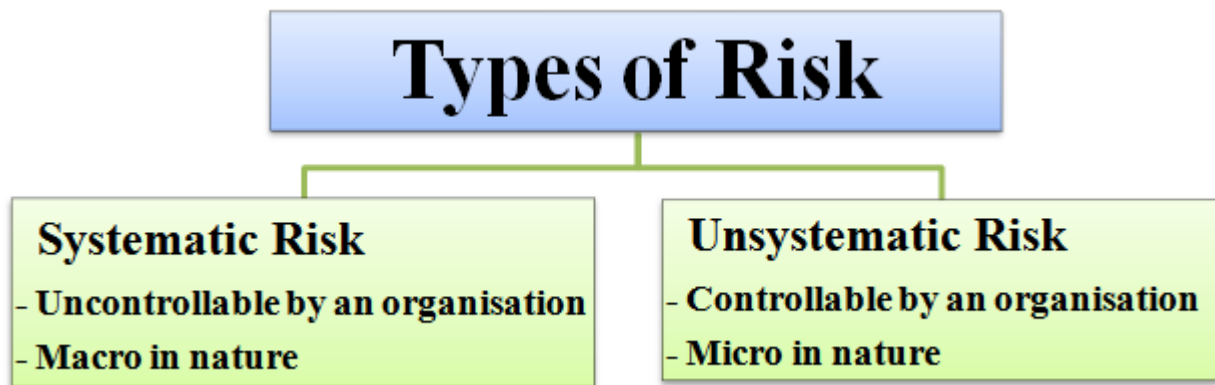 Types of Risk
Systematic Risk
- Uncontrollable by an organisation
- Macro in nature
Unsystematic Risk
- Controllable by an organisation
- Micro in nature